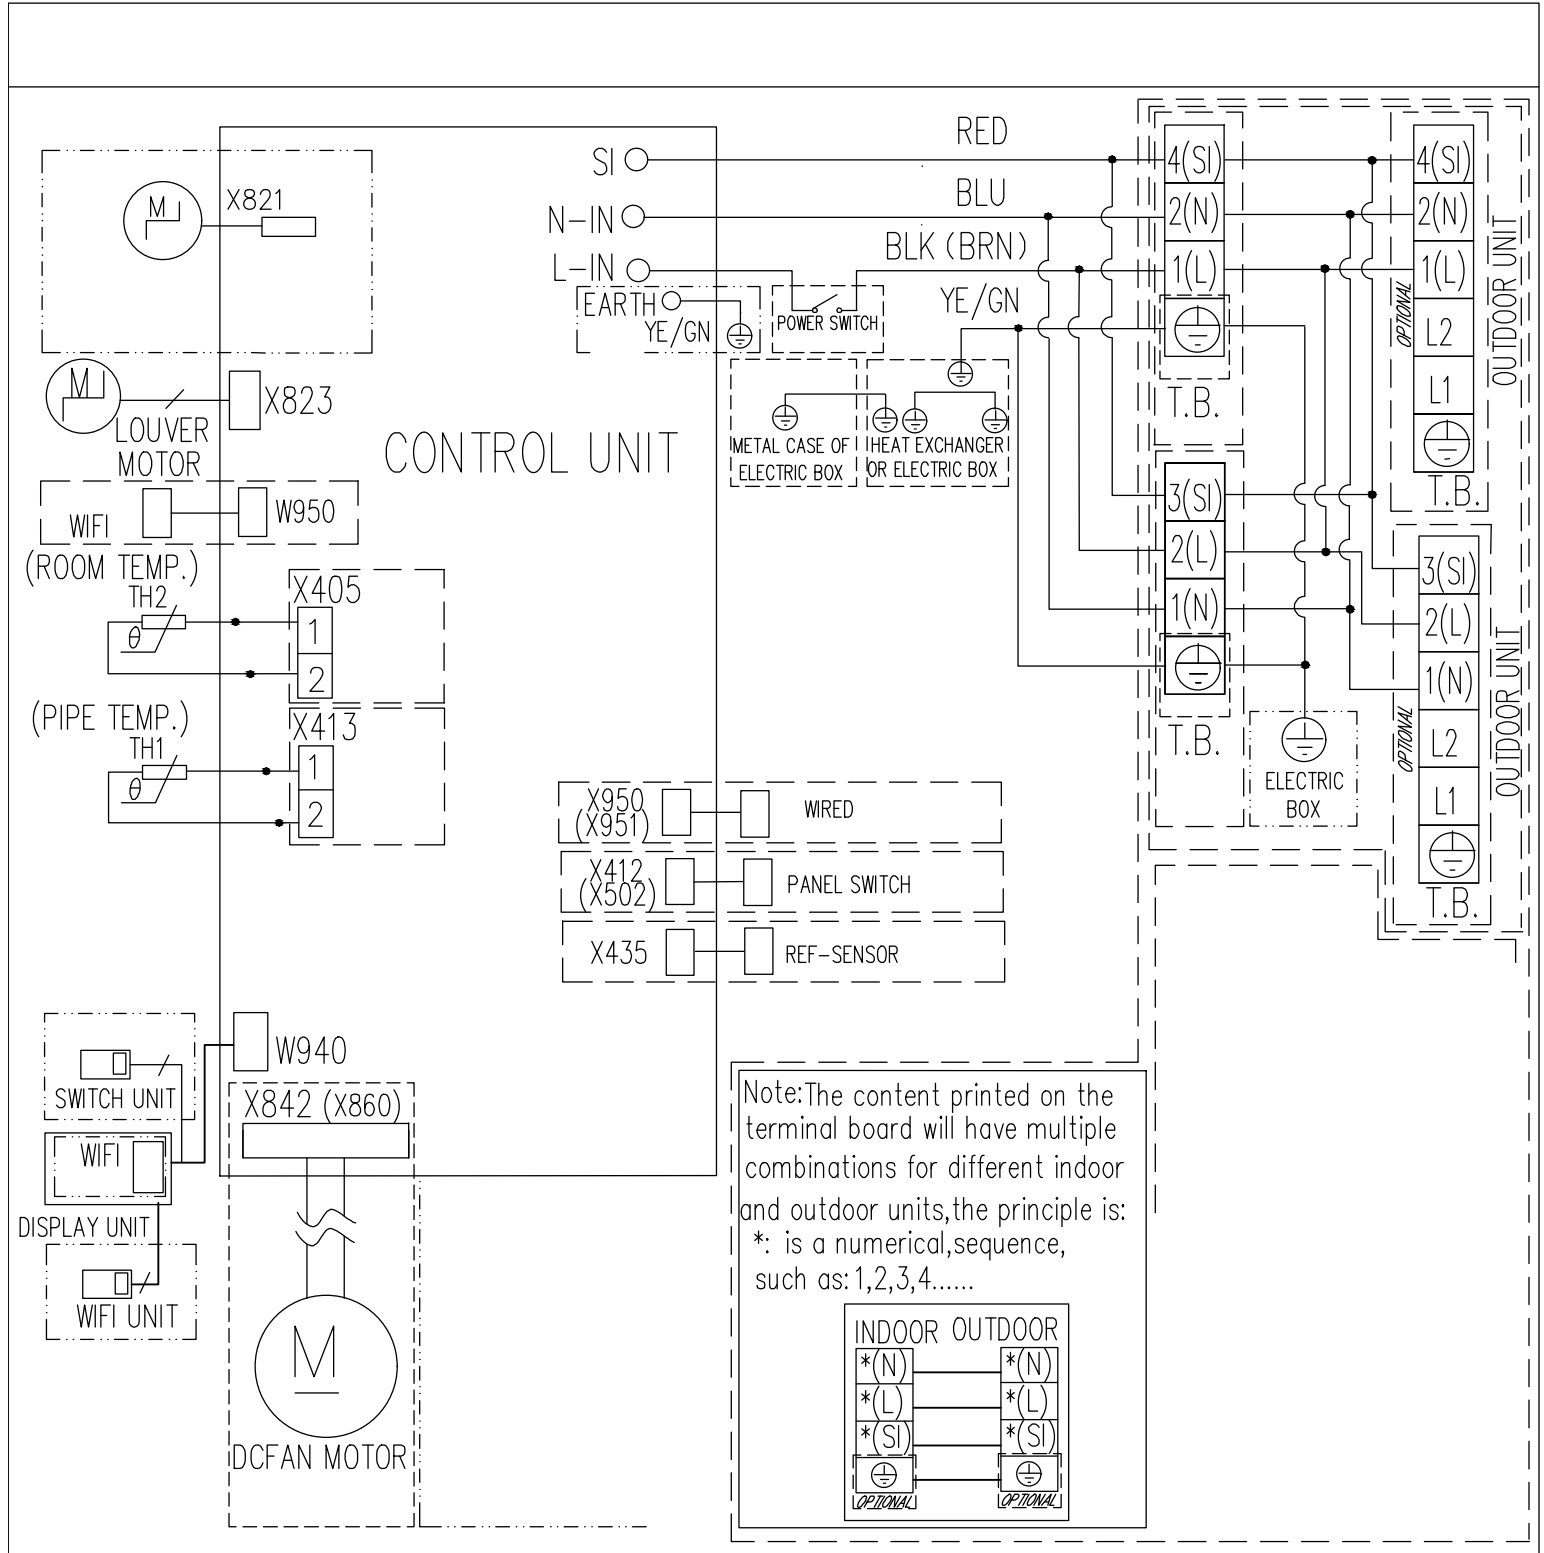 RED
BLU
BLK (BRN)
YE/GN
SI
N-IN
L-IN
EARTH
YE/GN
POWER SWITCH
M
X821
M
X823
LOUVER
MOTOR
CONTROL UNIT
METAL CASE OF
ELECTRIC BOX
HEAT EXCHANGER
OR ELECTRIC BOX
WIFI
W950
(ROOM TEMP.)
TH2
θ
X405
1
2
(PIPE TEMP.)
TH1
θ
X413
1
2
X950
(X951)
WIRED
X412
(X502)
PANEL SWITCH
X435
REF-SENSOR
W940
SWITCH UNIT
WIFI
DISPLAY UNIT
WIFI UNIT
X842 (X860)
M
DCFAN MOTOR
4(SI)
2(N)
1(L)
T.B.
3(SI)
2(L)
1(N)
T.B.
ELECTRIC
BOX
4(SI)
2(N)
1(L)
L2
L1
T.B.
OPTIONAL
OUTDOOR UNIT
3(SI)
2(L)
1(N)
L2
L1
T.B.
OPTIONAL
OUTDOOR UNIT
Note:The content printed on the
terminal board will have multiple
combinations for different indoor
and outdoor units,the principle is:
*: is a numerical,sequence,
such as:1,2,3,4......
INDOOR OUTDOOR
*(N) *(N)
*(L) *(L)
*(SI) *(SI)
OPTIONAL OPTIONAL